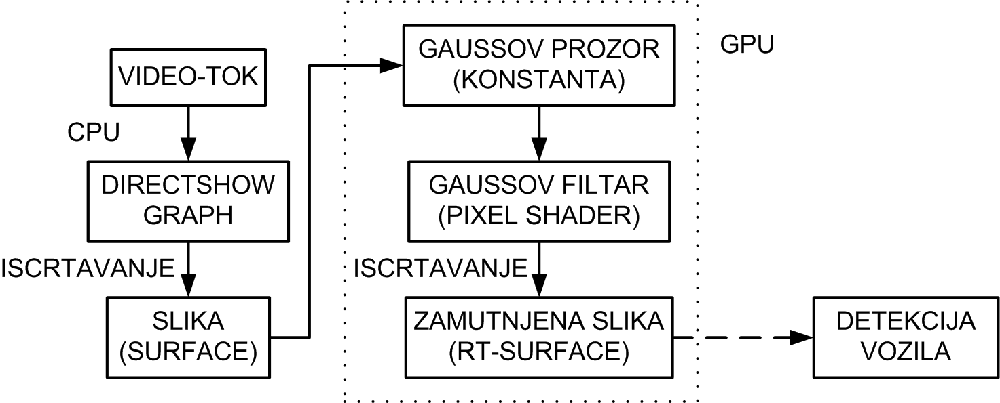 VIDEO-TOK
CPU
DIRECTSHOW
GRAPH
ISCRTAVANJE
SLIKA
(SURFACE)
GAUSSOV PROZOR
(KONSTANTA)
GPU
GAUSSOV FILTAR
(PIXEL SHADER)
ISCRTAVANJE
ZAMUTNJENA SLIKA
(RT-SURFACE)
DETEKCIJA
VOZILA